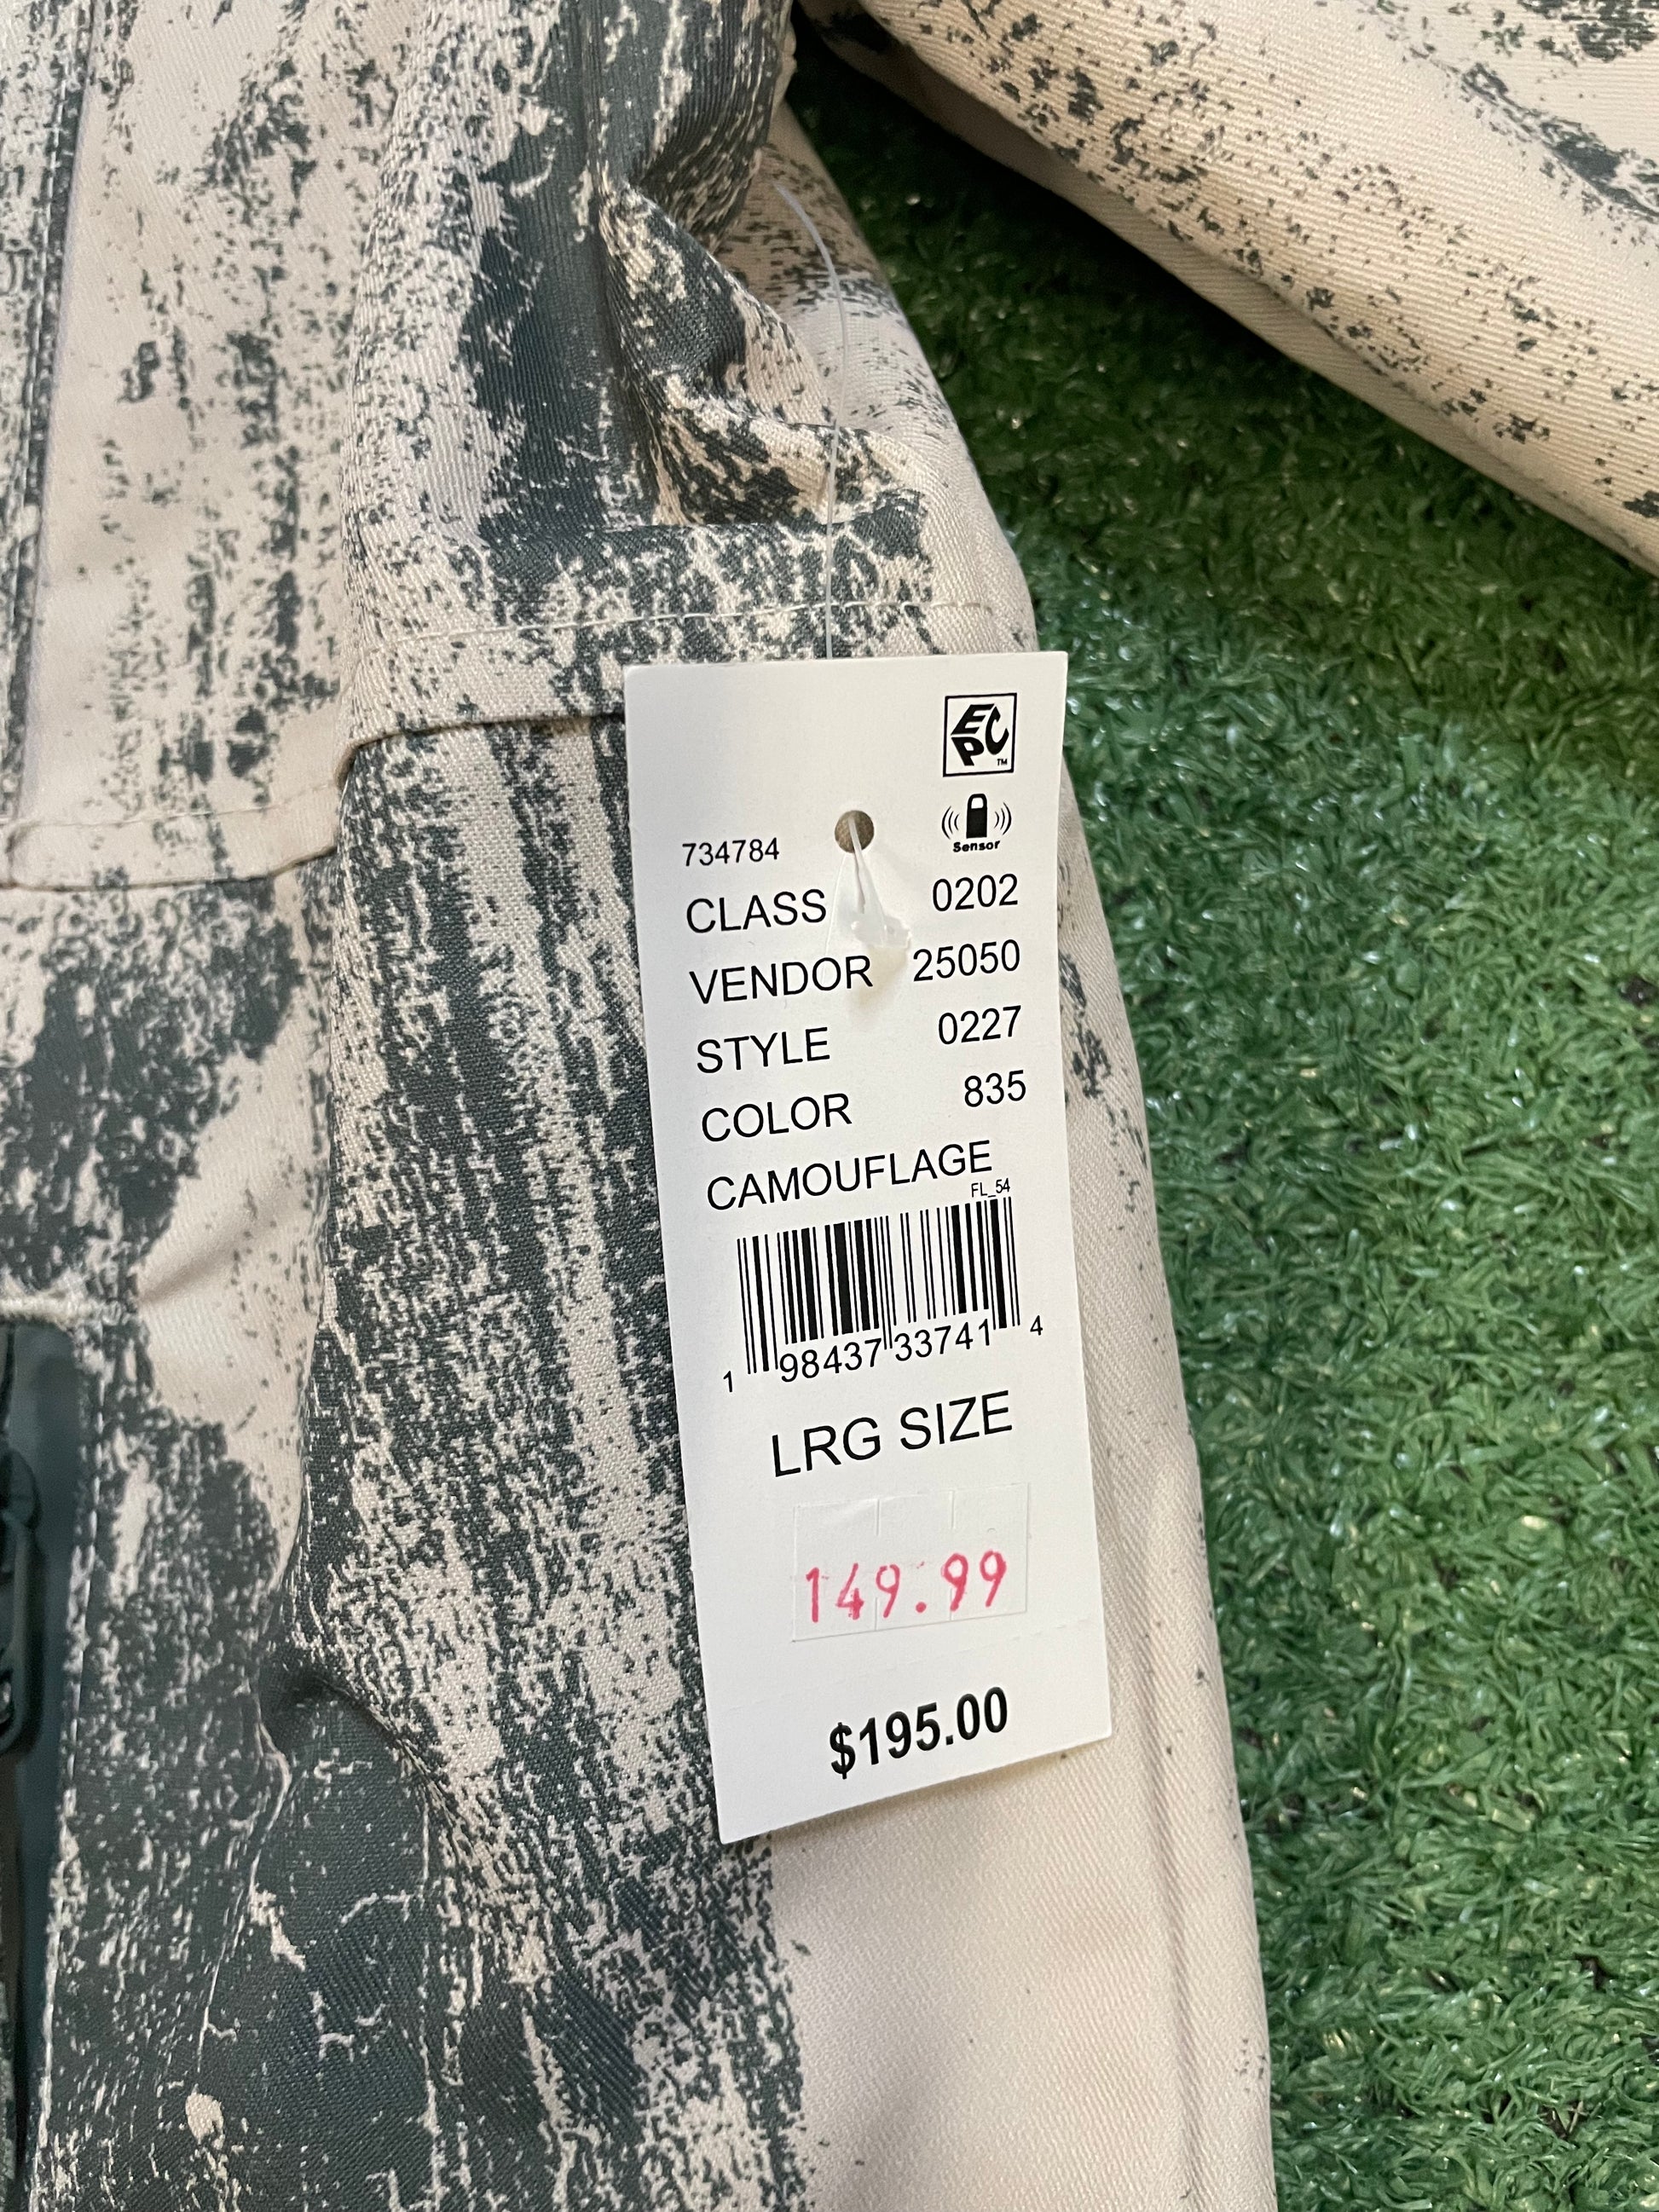 EPC
TM
Sensor
734784
CLASS 0202
VENDOR 25050
STYLE 0227
COLOR 835
CAMOUFLAGE
FL_54
1 98437 33741 4
LRG SIZE
149.99
$195.00